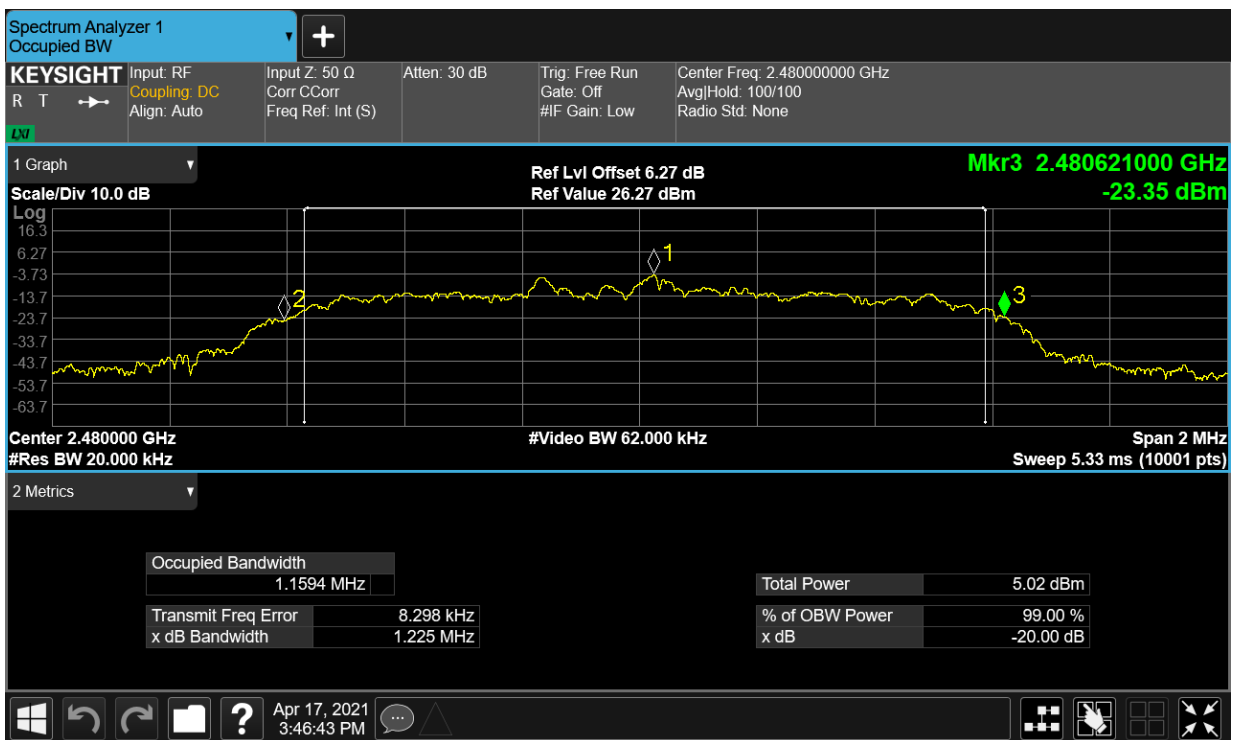 Spectrum Analyzer 1
Occupied BW
▼
+
KEYSIGHT
R T
LXI
Input: RF
Coupling: DC
Align: Auto
Input Z: 50 Ω
Corr CCorr
Freq Ref: Int (S)
Atten: 30 dB
Trig: Free Run
Gate: Off
#IF Gain: Low
Center Freq: 2.480000000 GHz
Avg|Hold: 100/100
Radio Std: None
1 Graph ▼
Scale/Div 10.0 dB
Ref Lvl Offset 6.27 dB
Ref Value 26.27 dBm
Mkr3 2.480621000 GHz
-23.35 dBm
Log
16.3
6.27
-3.73
-13.7
-23.7
-33.7
-43.7
-53.7
-63.7
1
2
3
Center 2.480000 GHz
#Video BW 62.000 kHz
Span 2 MHz
#Res BW 20.000 kHz
Sweep 5.33 ms (10001 pts)
2 Metrics ▼
Occupied Bandwidth
1.1594 MHz
Total Power 5.02 dBm
Transmit Freq Error 8.298 kHz
% of OBW Power 99.00 %
x dB Bandwidth 1.225 MHz
x dB -20.00 dB
?
Apr 17, 2021
3:46:43 PM